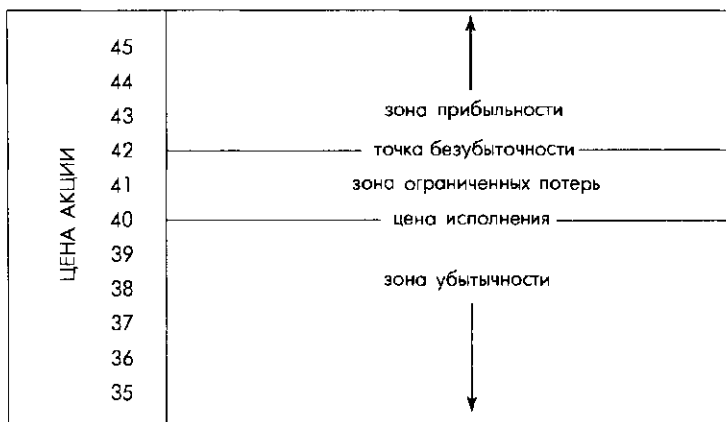 ЦЕНА АКЦИИ
45
44
43 зона прибыльности
42 точка безубыточности
41 зона ограниченных потерь
40 цена исполнения
39
38 зона убытычности
37
36
35